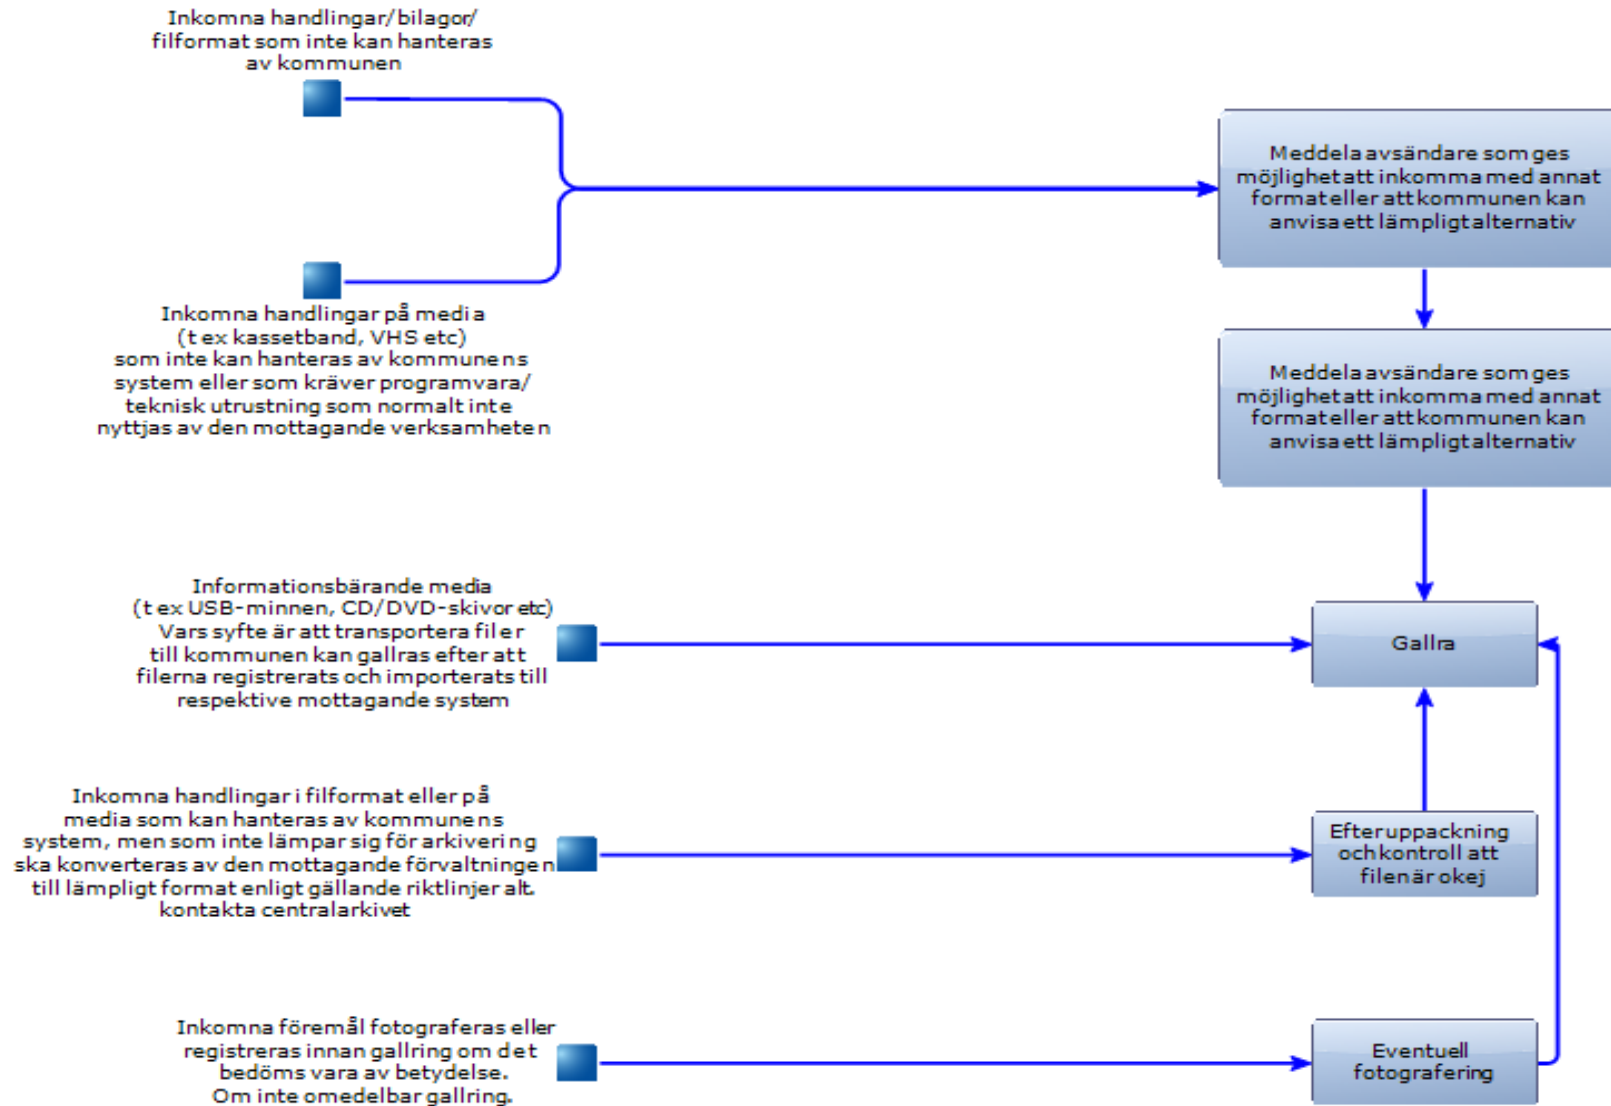 Inkomna handlingar/bilagor/
filformat som inte kan hanteras
av kommunen
Meddela avsändare som ges
möjlighet att inkomma med annat
format eller att kommunen kan
anvisa ett lämpligt alternativ
Inkomna handlingar på media
(t ex kassetband, VHS etc)
som inte kan hanteras av kommunens
system eller som kräver programvara/
teknisk utrustning som normalt inte
nyttjas av den mottagande verksamheten
Meddela avsändare som ges
möjlighet att inkomma med annat
format eller att kommunen kan
anvisa ett lämpligt alternativ
Informationsbärande media
(t ex USB-minnen, CD/DVD-skivor etc)
Vars syfte är att transportera filer
till kommunen kan gallras efter att
filerna registrerats och importerats till
respektive mottagande system
Gallra
Inkomna handlingar i filformat eller på
media som kan hanteras av kommunens
system, men som inte lämpar sig för arkivering
ska konverteras av den mottagande förvaltningen
till lämpligt format enligt gällande riktlinjer alt.
kontakta centralarkivet
Efter uppackning
och kontroll att
filen är okej
Inkomna föremål fotograferas eller
registreras innan gallring om det
bedöms vara av betydelse.
Om inte omedelbar gallring.
Eventuell
fotografering